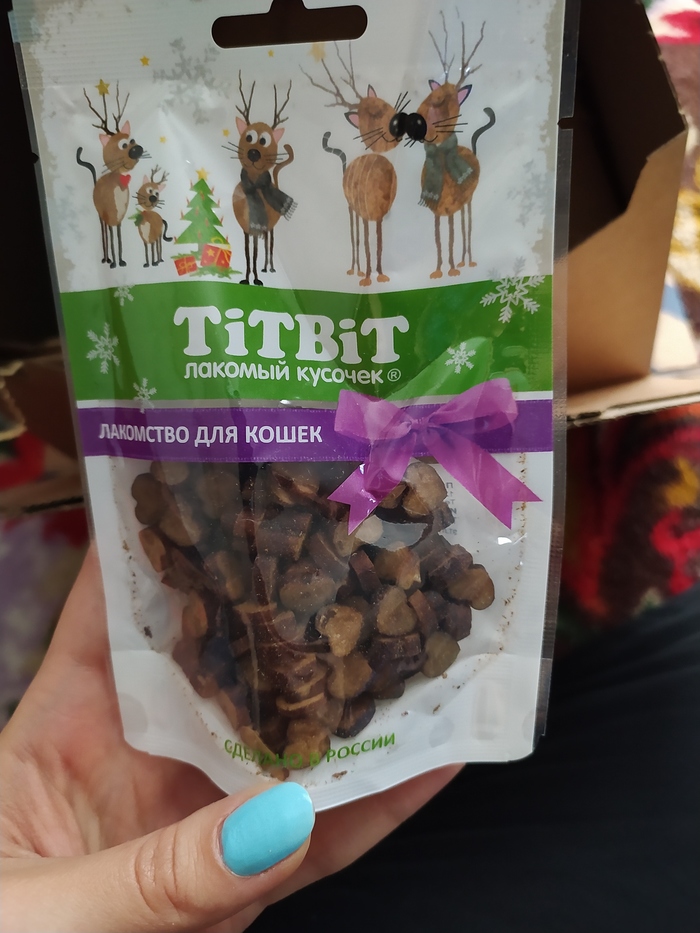 TiTBiT
лакомый кусочек®
ЛАКОМСТВО ДЛЯ КОШЕК
СДЕЛАНО В РОССИИ